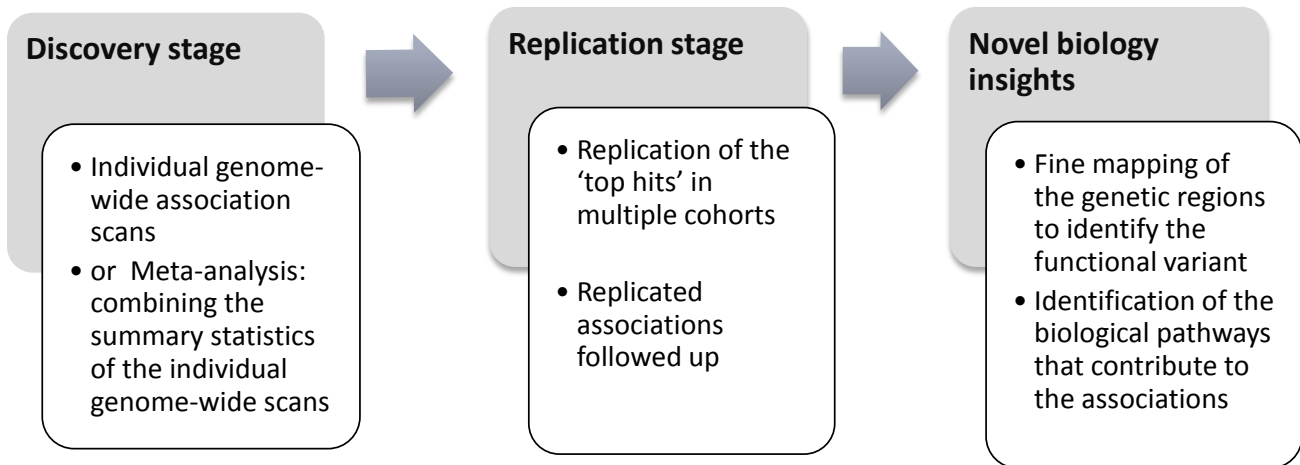 Discovery stage
• Individual genome-
wide association
scans
• or Meta-analysis:
combining the
summary statistics
of the individual
genome-wide scans
Replication stage
• Replication of the
‘top hits’ in
multiple cohorts
• Replicated
associations
followed up
Novel biology
insights
• Fine mapping of
the genetic regions
to identify the
functional variant
• Identification of the
biological pathways
that contribute to
the associations